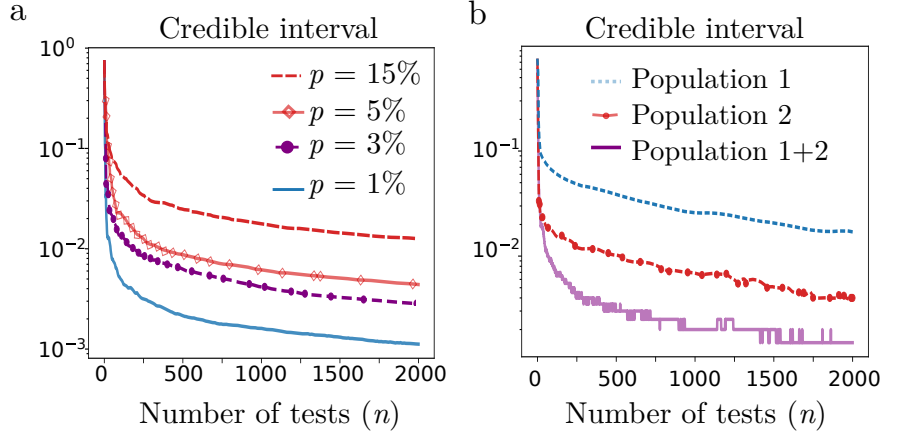 a
Credible interval
10⁰
10⁻¹
10⁻²
10⁻³
p = 15%
p = 5%
p = 3%
p = 1%
0 500 1000 1500 2000
Number of tests (n)
b
Credible interval
10⁻¹
10⁻²
Population 1
Population 2
Population 1+2
0 500 1000 1500 2000
Number of tests (n)